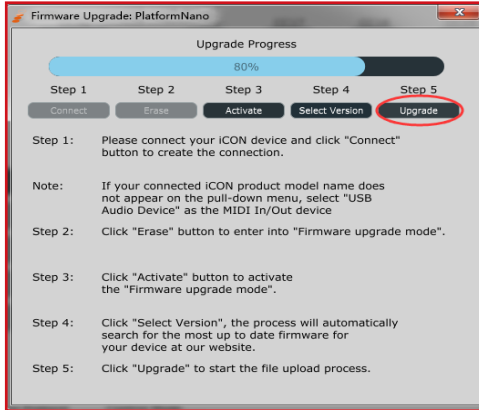 Firmware Upgrade: PlatformNano
Upgrade Progress
80%
Step 1 Step 2 Step 3 Step 4 Step 5
Connect Erase Activate Select Version Upgrade
Step 1: Please connect your iCON device and click "Connect"
button to create the connection.
Note: If your connected iCON product model name does
not appear on the pull-down menu, select "USB
Audio Device" as the MIDI In/Out device
Step 2: Click "Erase" button to enter into "Firmware upgrade mode".
Step 3: Click "Activate" button to activate
the "Firmware upgrade mode".
Step 4: Click "Select Version", the process will automatically
search for the most up to date firmware for
your device at our website.
Step 5: Click "Upgrade" to start the file upload process.